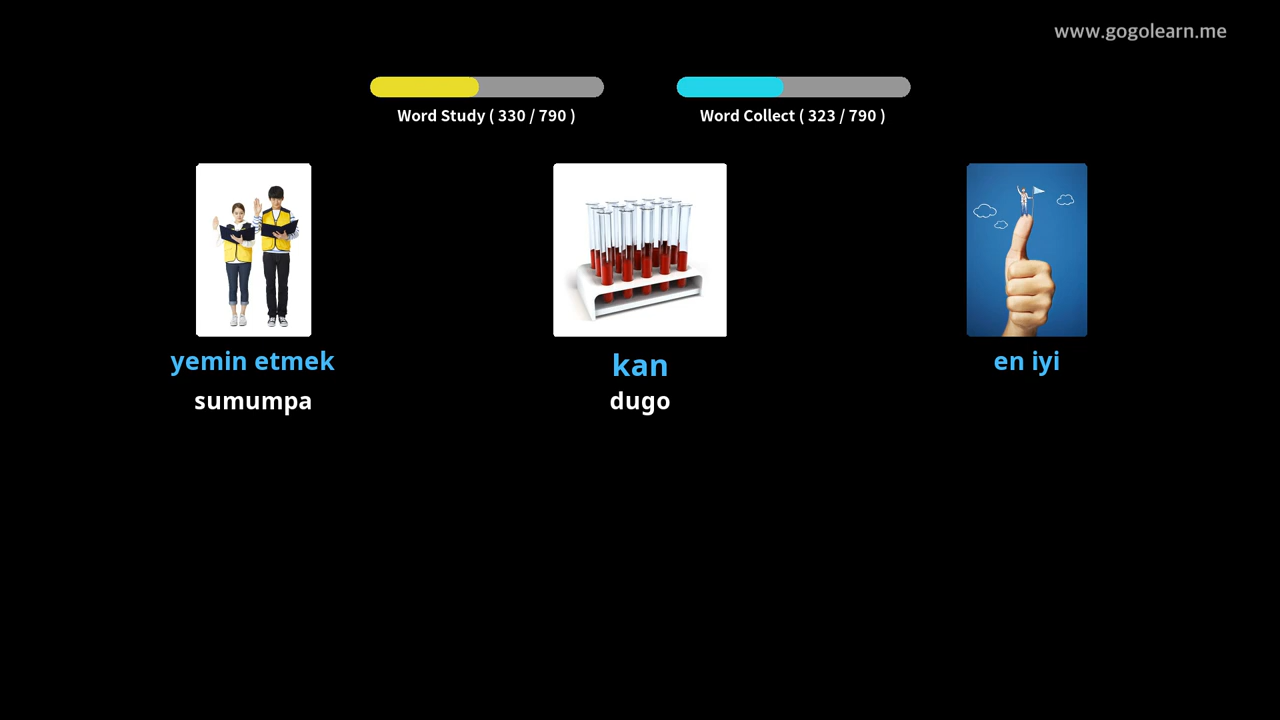 www.gogolearn.me
Word Study ( 330 / 790 )
Word Collect ( 323 / 790 )
yemin etmek
sumumpa
kan
dugo
en iyi